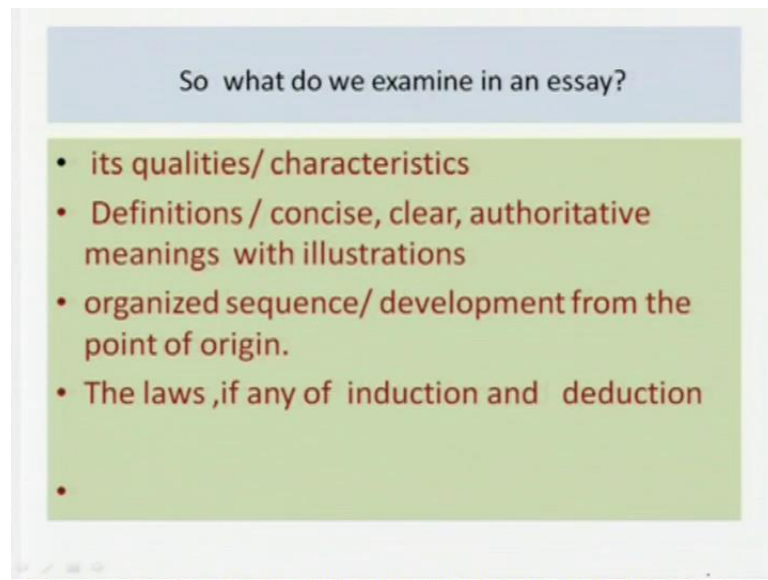 So what do we examine in an essay?
• its qualities/ characteristics
• Definitions / concise, clear, authoritative
meanings with illustrations
• organized sequence/ development from the
point of origin.
• The laws ,if any of induction and deduction
•